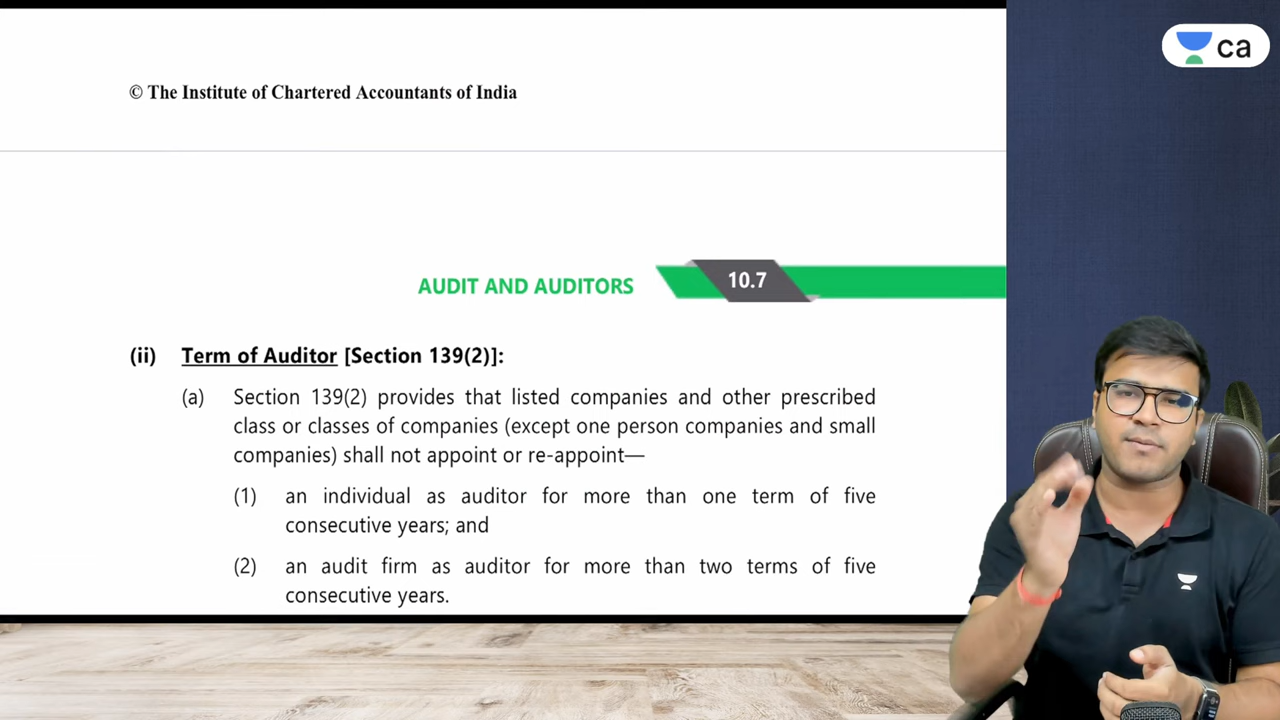 ca
© The Institute of Chartered Accountants of India
AUDIT AND AUDITORS 10.7
(ii) Term of Auditor [Section 139(2)]:
(a) Section 139(2) provides that listed companies and other prescribed
class or classes of companies (except one person companies and small
companies) shall not appoint or re-appoint—
(1) an individual as auditor for more than one term of five
consecutive years; and
(2) an audit firm as auditor for more than two terms of five
consecutive years.